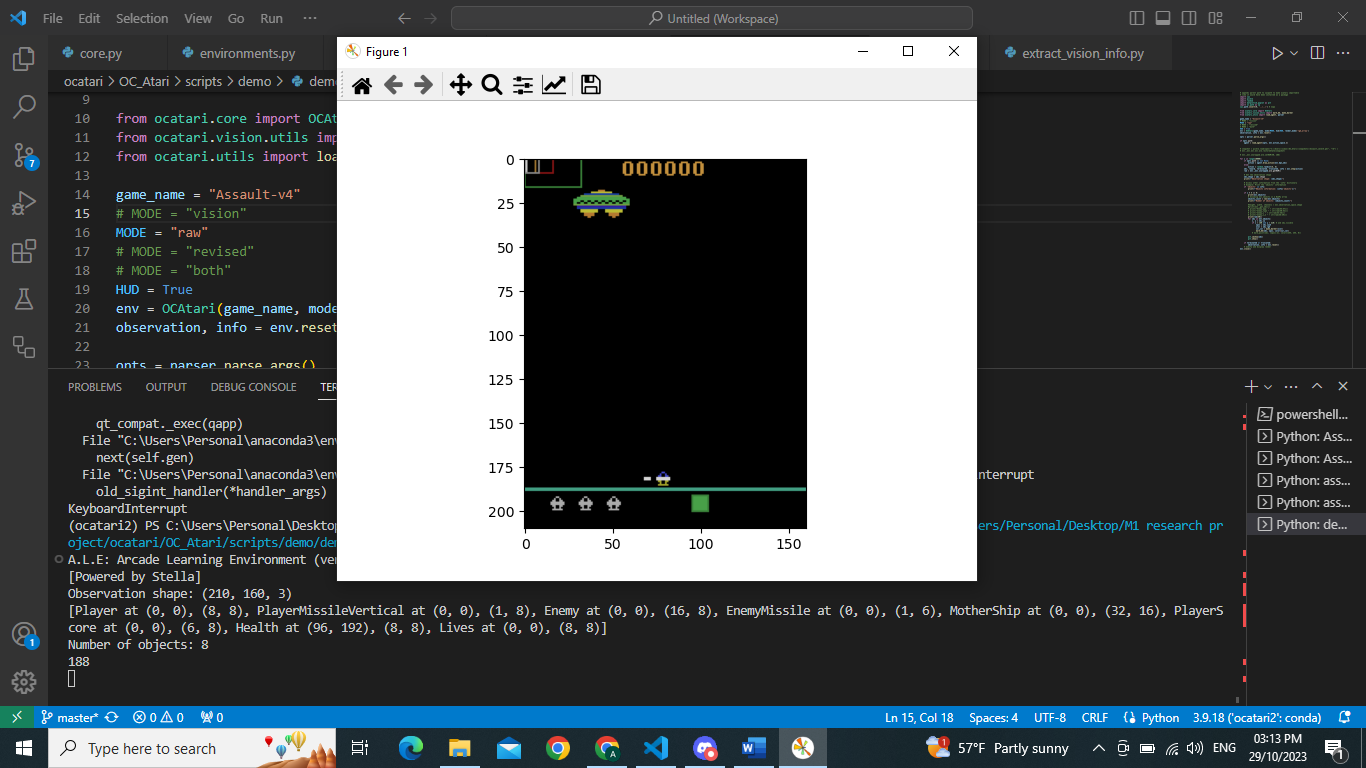 File Edit Selection View Go Run ··· Untitled (Workspace)
core.py environments.py extract_vision_info.py
Figure 1
ocatari > OC_Atari > scripts > demo >
9
10 from ocatari.core import OCAt
11 from ocatari.vision.utils imp
12 from ocatari.utils import loa
13
14 game_name = "Assault-v4"
15 # MODE = "vision"
16 MODE = "raw"
17 # MODE = "revised"
18 # MODE = "both"
19 HUD = True
20 env = OCAtari(game_name, mode
21 observation, info = env.reset
22
23 opts = parser.parse_args()
000000
0
25
50
75
100
125
150
175
200
0 50 100 150
PROBLEMS OUTPUT DEBUG CONSOLE TER
qt_compat._exec(qapp)
File "C:\Users\Personal\anaconda3\env
next(self.gen)
File "C:\Users\Personal\anaconda3\env nterrupt
old_sigint_handler(*handler_args)
KeyboardInterrupt
(ocatari2) PS C:\Users\Personal\Desktop ers/Personal/Desktop/M1 research pr
oject/ocatari/OC_Atari/scripts/demo/dem
A.L.E: Arcade Learning Environment (ver
[Powered by Stella]
Observation shape: (210, 160, 3)
[Player at (0, 0), (8, 8), PlayerMissileVertical at (0, 0), (1, 8), Enemy at (0, 0), (16, 8), EnemyMissile at (0, 0), (1, 6), MotherShip at (0, 0), (32, 16), PlayerS
core at (0, 0), (6, 8), Health at (96, 192), (8, 8), Lives at (0, 0), (8, 8)]
Number of objects: 8
188
powershell...
Python: Ass...
Python: Ass...
Python: ass...
Python: ass...
Python: de...
7
1
master* 0 0 0 Ln 15, Col 18 Spaces: 4 UTF-8 CRLF Python 3.9.18 ('ocatari2': conda)
Type here to search 57°F Partly sunny ENG 03:13 PM
29/10/2023
1